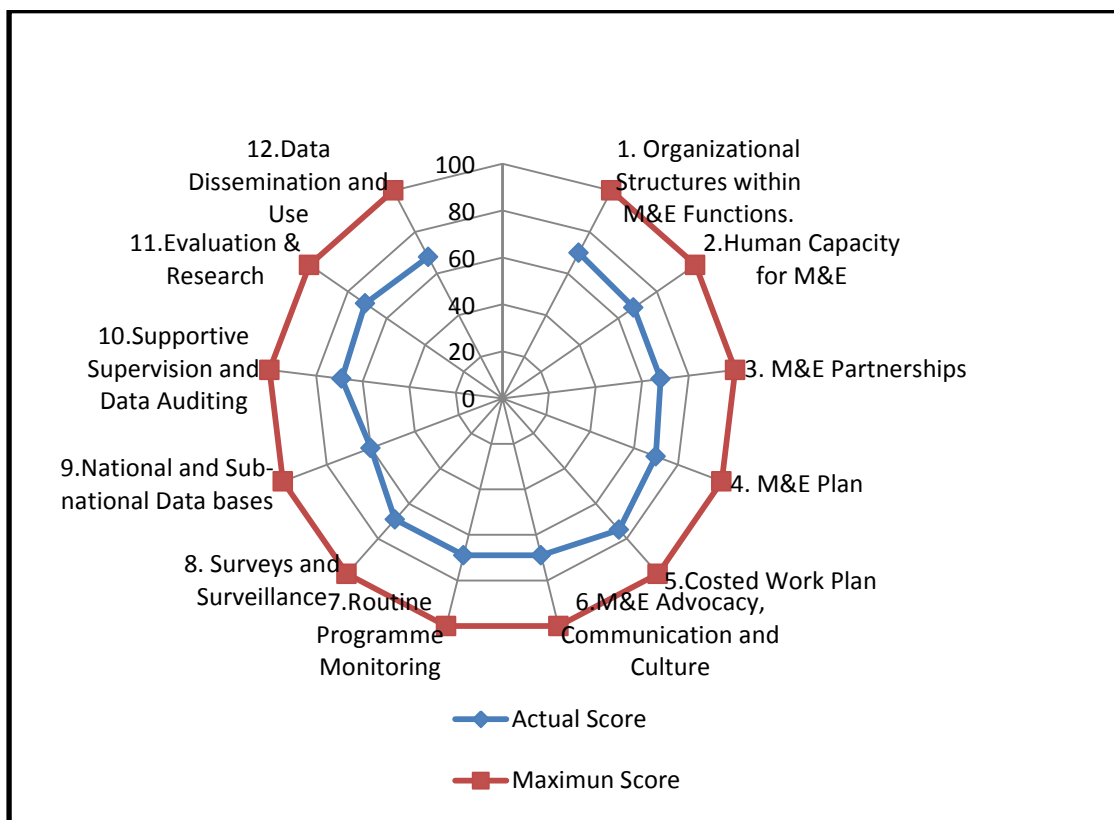 100
80
60
40
20
0
1. Organizational
Structures within
M&E Functions.
2.Human Capacity
for M&E
3. M&E Partnerships
4. M&E Plan
5.Costed Work Plan
6.M&E Advocacy,
Communication and
Culture
7.Routine
Programme
Monitoring
8. Surveys and
Surveillance
9.National and Sub-
national Data bases
10.Supportive
Supervision and
Data Auditing
11.Evaluation &
Research
12.Data
Dissemination and
Use
Actual Score
Maximun Score